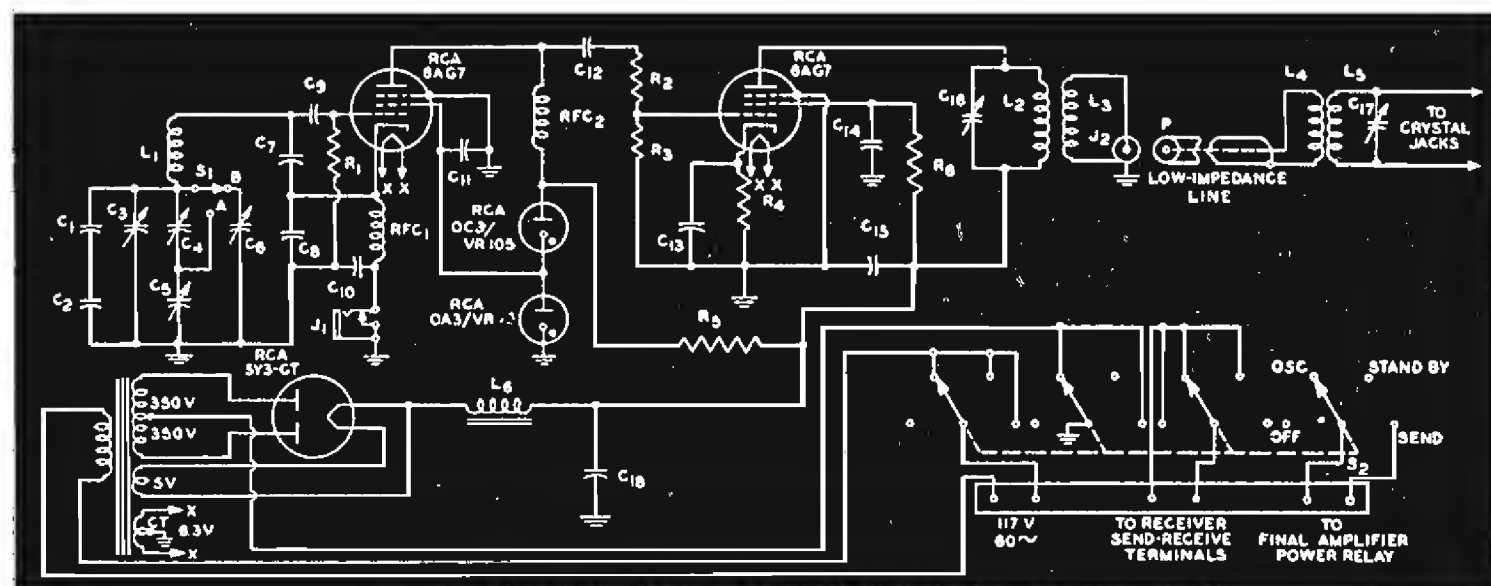 RCA
6AG7
C12
R2
RCA
6AG7
C9
RFC2
R3
C16
L2
L3
L4
L5
C14
J2
P
C17
TO
CRYSTAL
JACKS
L1
C7
R1
C11
X X
X X
R4
R6
LOW-IMPEDANCE
LINE
S1
B
A
C1
C3
C4
C6
C8
RFC1
RCA
OC3/
VR105
C13
C15
C2
C5
C10
J1
RCA
OA3/VR
R5
RCA
5Y3-GT
L6
OSC
STAND BY
350V
350V
OFF
SEND
5V
C18
S2
CT
6.3V
X
X
117 V
60~
TO RECEIVER
SEND-RECEIVE
TERMINALS
TO
FINAL AMPLIFIER
POWER RELAY